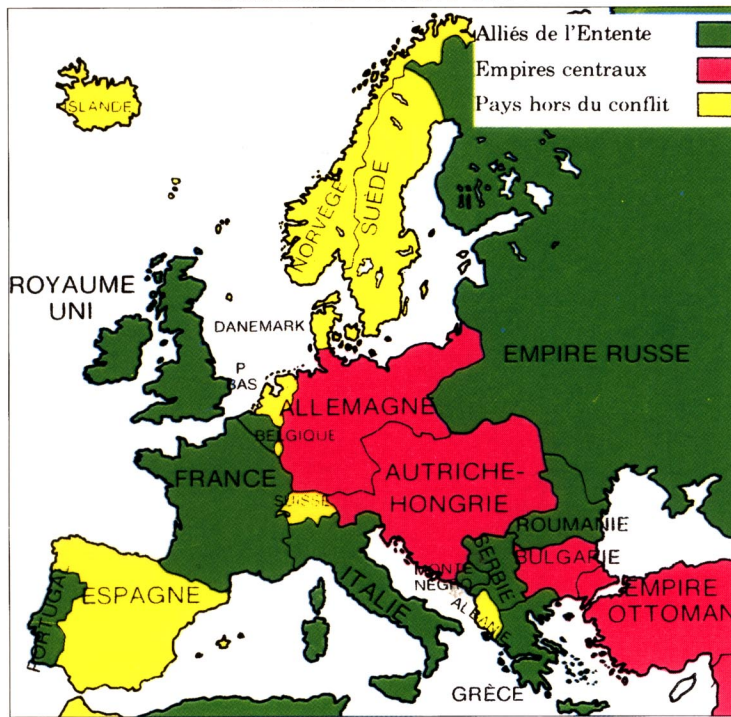 Alliés de l'Entente
Empires centraux
Pays hors du conflit
ISLANDE
NORVÈGE
SUÈDE
ROYAUME
UNI
DANEMARK
P
BAS
EMPIRE RUSSE
ALLEMAGNE
BELGIQUE
FRANCE
AUTRICHE-
HONGRIE
SUISSE
ROUMANIE
SERBIE
BULGARIE
MONTE
NÉGRO
ALBANIE
ITALIE
EMPIRE
OTTOMAN
PORTUGAL
ESPAGNE
GRÈCE